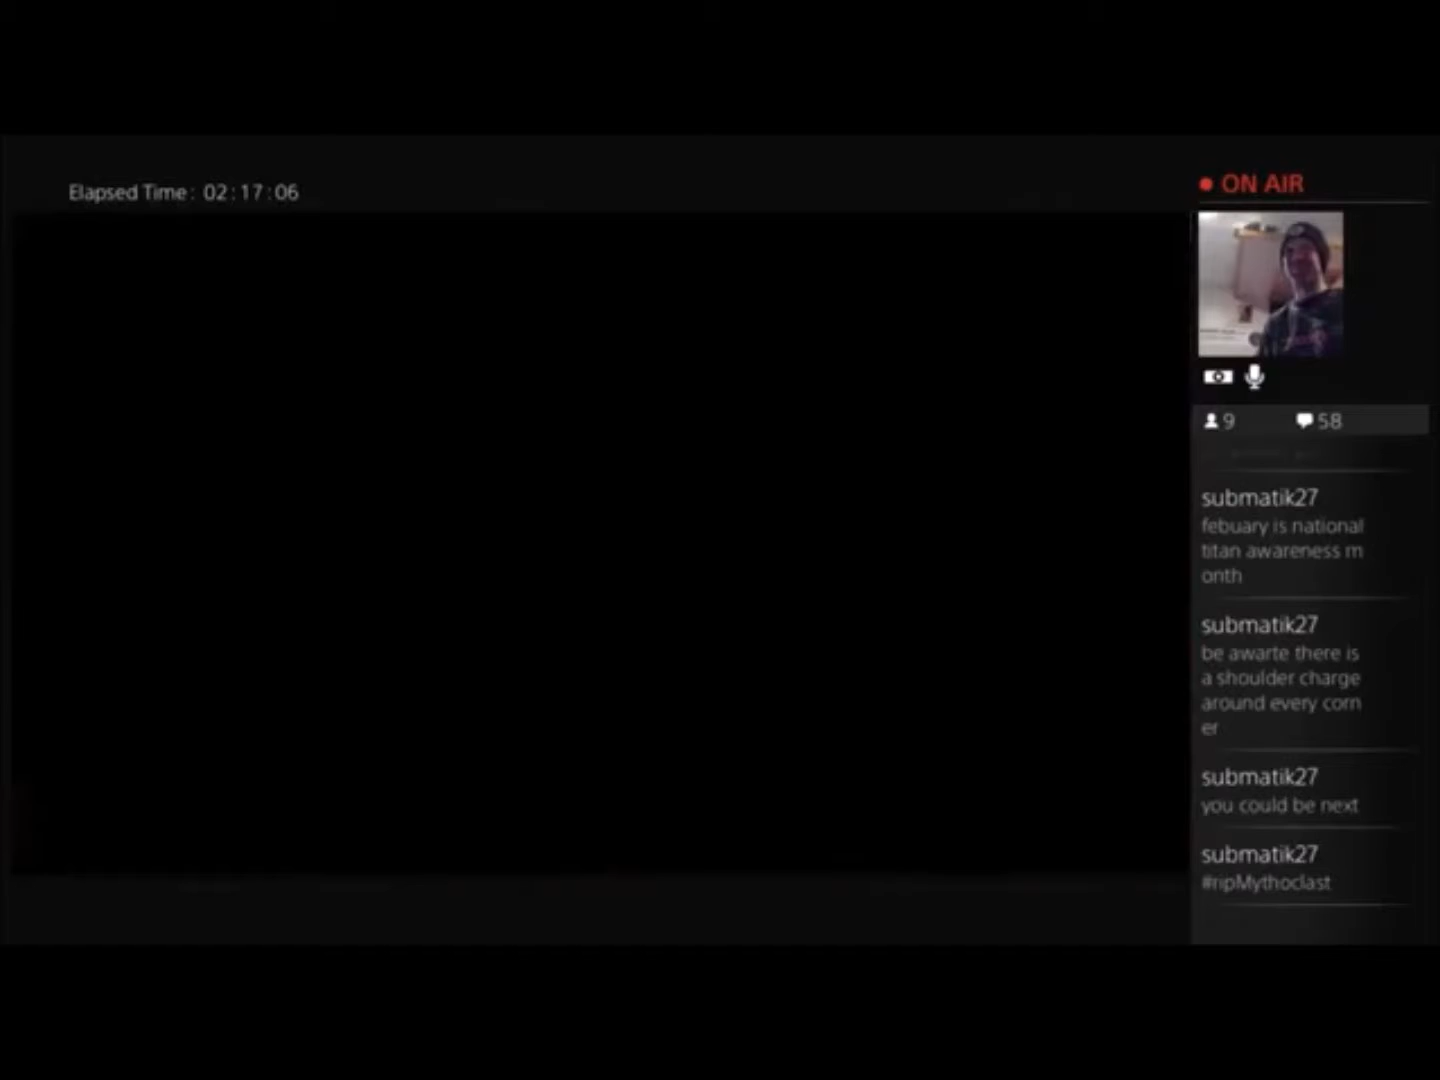 Elapsed Time: 02:17:06
ON AIR
9 58
submatik27
febuary is national
titan awareness m
onth
submatik27
be awarte there is
a shoulder charge
around every corn
er
submatik27
you could be next
submatik27
#ripMythoclast